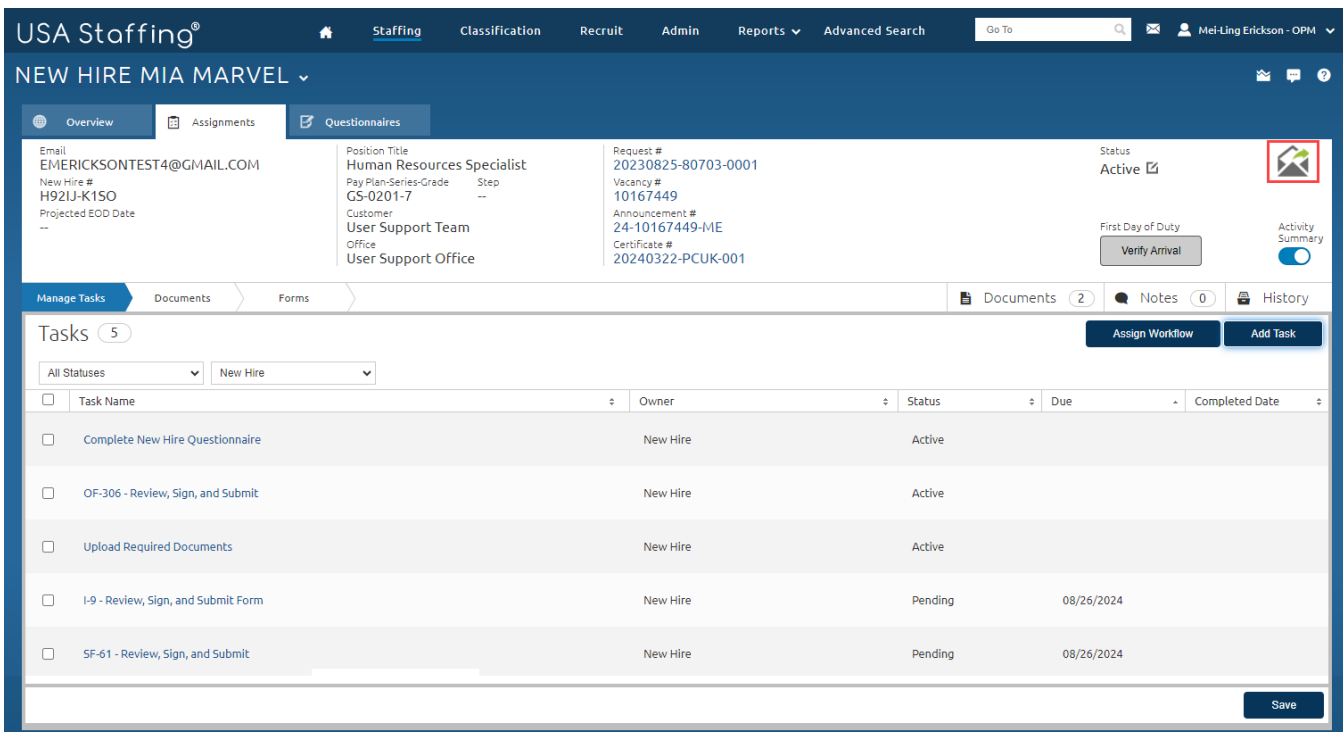 USA Staffing®
Staffing Classification Recruit Admin Reports Advanced Search Go To Mei-Ling Erickson - OPM
NEW HIRE MIA MARVEL
Overview Assignments Questionnaires
Email
EMERICKSONTEST4@GMAIL.COM
New Hire #
H92IJ-K1SO
Projected EOD Date
--
Position Title
Human Resources Specialist
Pay Plan-Series-Grade Step
GS-0201-7 --
Customer
User Support Team
Office
User Support Office
Request #
20230825-80703-0001
Vacancy #
10167449
Announcement #
24-10167449-ME
Certificate #
20240322-PCUK-001
Status
Active
First Day of Duty
Verify Arrival
Activity
Summary
Manage Tasks Documents Forms Documents 2 Notes 0 History
Tasks 5 Assign Workflow Add Task
All Statuses New Hire
Task Name Owner Status Due Completed Date
Complete New Hire Questionnaire New Hire Active
OF-306 - Review, Sign, and Submit New Hire Active
Upload Required Documents New Hire Active
I-9 - Review, Sign, and Submit Form New Hire Pending 08/26/2024
SF-61 - Review, Sign, and Submit New Hire Pending 08/26/2024
Save